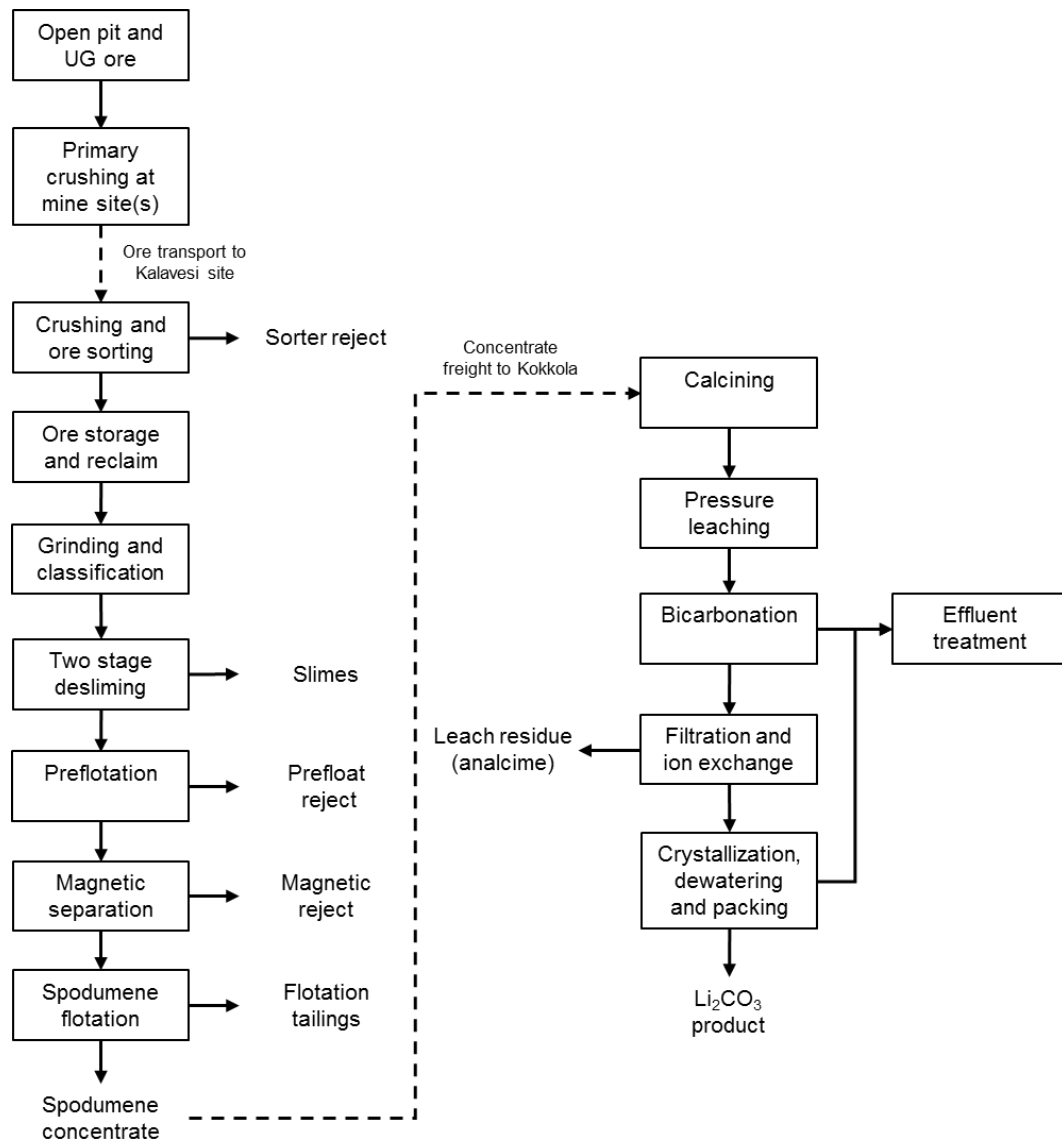 Open pit and
UG ore
Primary
crushing at
mine site(s)
Ore transport to
Kalavesi site
Crushing and
ore sorting
Sorter reject
Ore storage
and reclaim
Grinding and
classification
Two stage
desliming
Slimes
Preflotation
Prefloat
reject
Magnetic
separation
Magnetic
reject
Spodumene
flotation
Flotation
tailings
Spodumene
concentrate
Concentrate
freight to Kokkola
Calcining
Pressure
leaching
Bicarbonation
Effluent
treatment
Filtration and
ion exchange
Leach residue
(analcime)
Crystallization,
dewatering
and packing
Li₂CO₃
product